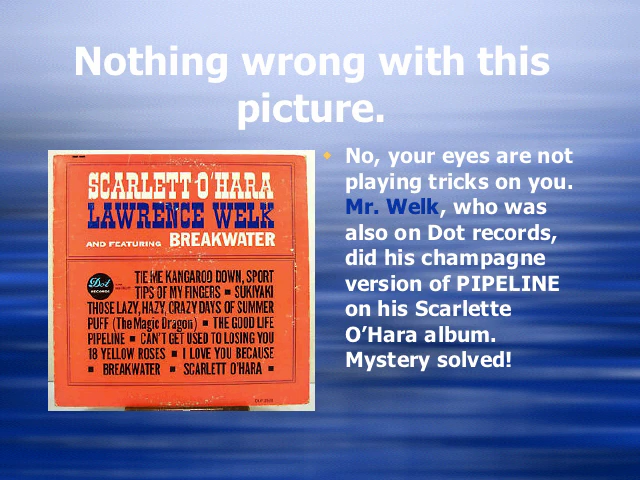 Nothing wrong with this
picture.
No, your eyes are not
playing tricks on you.
Mr. Welk, who was
also on Dot records,
did his champagne
version of PIPELINE
on his Scarlette
O’Hara album.
Mystery solved!
SCARLETT O'HARA
LAWRENCE WELK
AND FEATURING BREAKWATER
Dot
RECORDS
TIE ME KANGAROO DOWN, SPORT
TIPS OF MY FINGERS ▪ SUKIYAKI
THOSE LAZY, HAZY, CRAZY DAYS OF SUMMER
PUFF (The Magic Dragon) ▪ THE GOOD LIFE
PIPELINE ▪ CAN'T GET USED TO LOSING YOU
18 YELLOW ROSES ▪ I LOVE YOU BECAUSE
▪ BREAKWATER ▪ SCARLETT O'HARA ▪